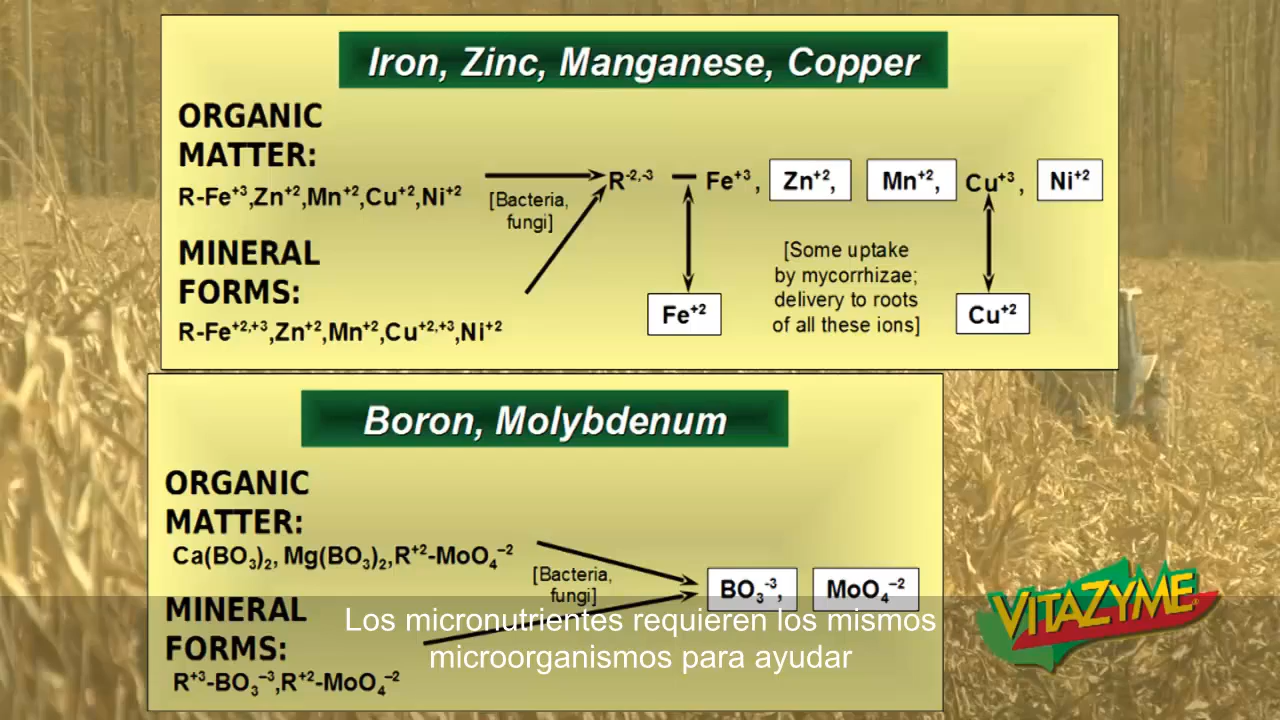 Iron, Zinc, Manganese, Copper
ORGANIC
MATTER:
R-Fe⁺³,Zn⁺²,Mn⁺²,Cu⁺²,Ni⁺²
[Bacteria,
fungi]
R⁻²,⁻³ — Fe⁺³, Zn⁺², Mn⁺², Cu⁺³, Ni⁺²
MINERAL
FORMS:
R-Fe⁺²,⁺³,Zn⁺²,Mn⁺²,Cu⁺²,⁺³,Ni⁺²
[Some uptake
by mycorrhizae;
delivery to roots
of all these ions]
Fe⁺²
Cu⁺²
Boron, Molybdenum
ORGANIC
MATTER:
Ca(BO₃)₂, Mg(BO₃)₂,R⁺²-MoO₄⁻²
[Bacteria,
fungi]
BO₃⁻³, MoO₄⁻²
MINERAL
FORMS:
R⁺³-BO₃⁻³,R⁺²-MoO₄⁻²
VITAZYME®
Los micronutrientes requieren los mismos
microorganismos para ayudar